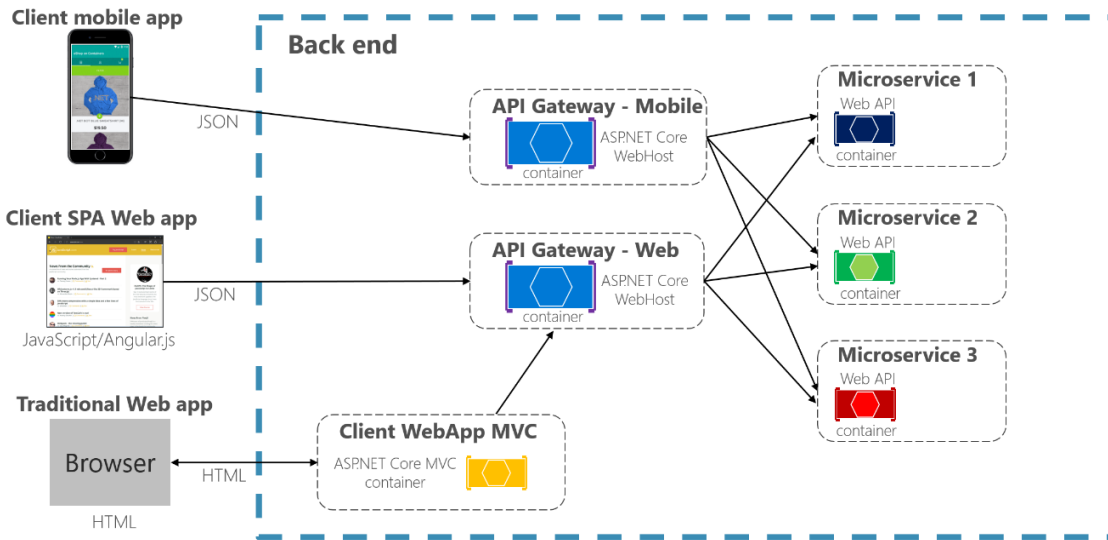 Client mobile app
JSON
Client SPA Web app
JSON
JavaScript/Angular.js
Traditional Web app
Browser
HTML
HTML
Back end
API Gateway - Mobile
ASP.NET Core
WebHost
container
API Gateway - Web
ASP.NET Core
WebHost
container
Client WebApp MVC
ASP.NET Core MVC
container
Microservice 1
Web API
container
Microservice 2
Web API
container
Microservice 3
Web API
container